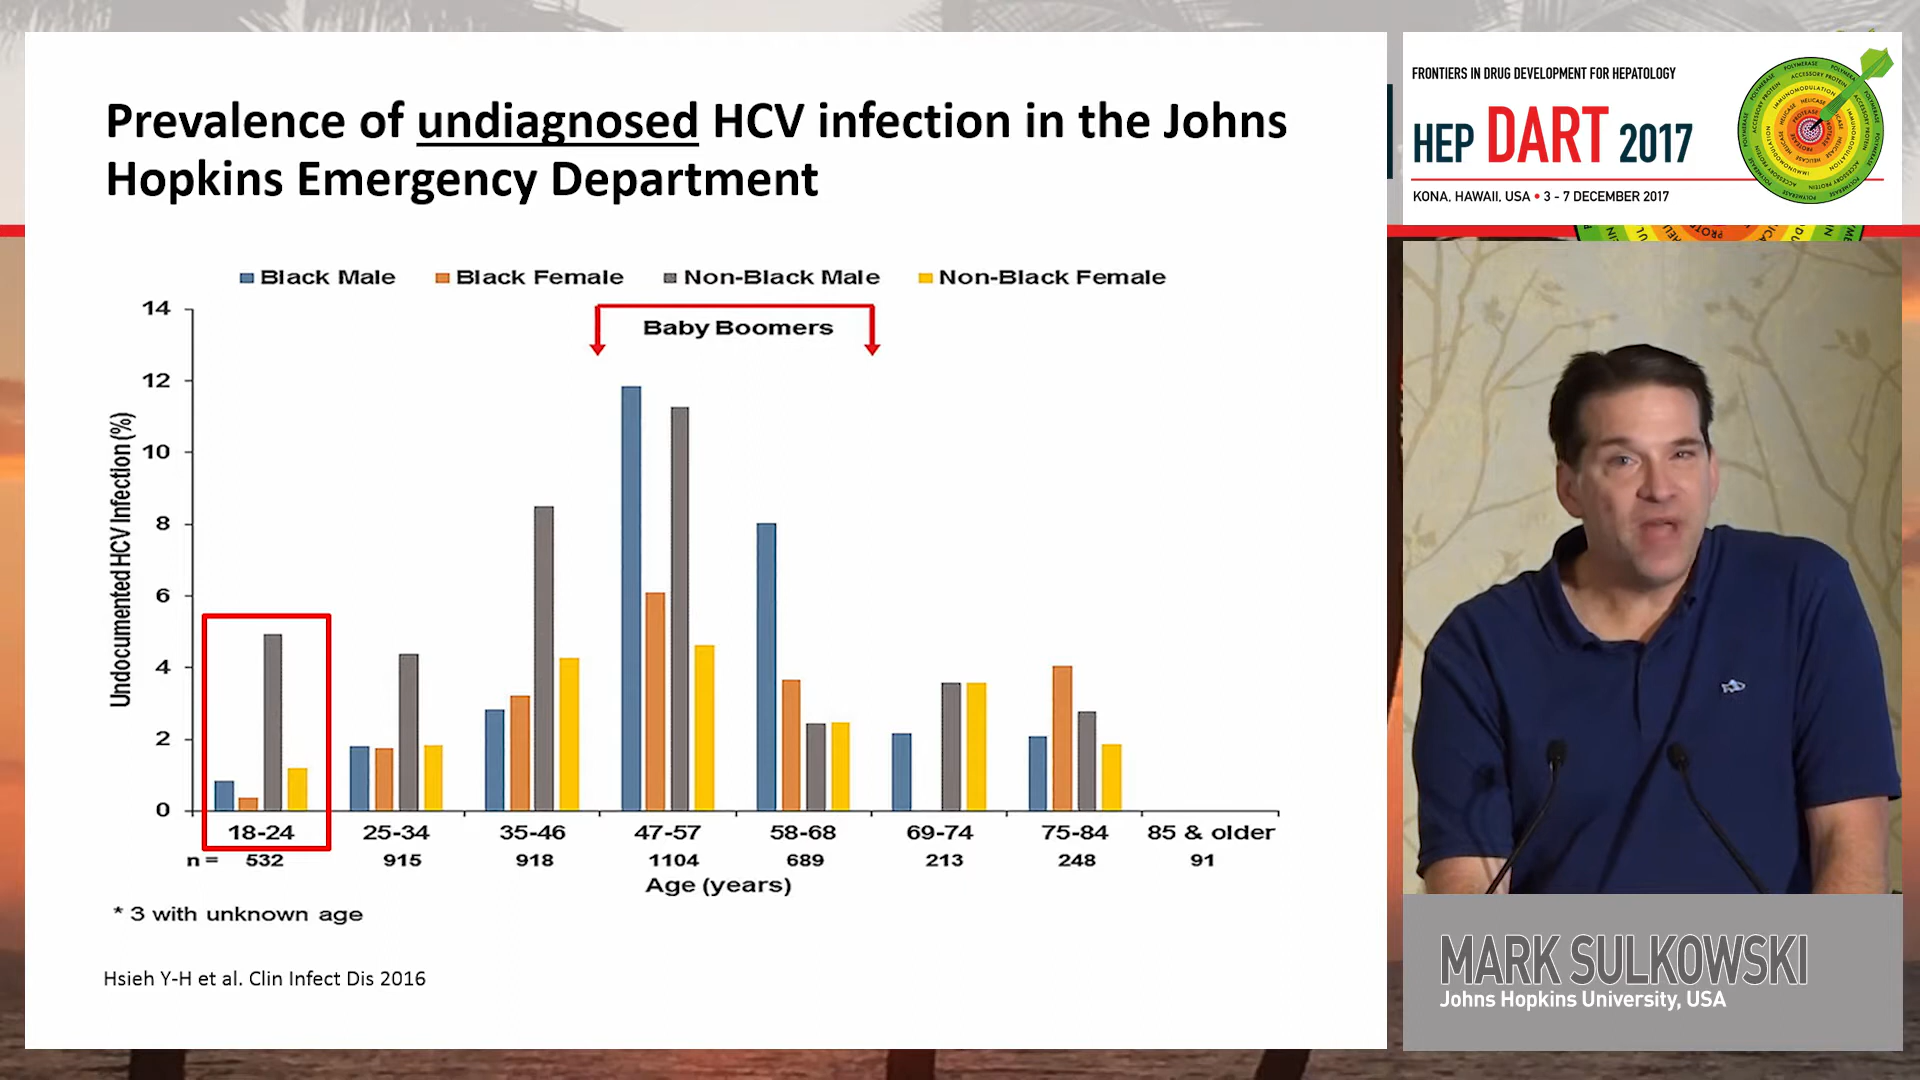 Prevalence of undiagnosed HCV infection in the Johns
Hopkins Emergency Department
Black Male Black Female Non-Black Male Non-Black Female
Baby Boomers
14
12
10
8
6
4
2
0
Undocumented HCV Infection (%)
18-24 25-34 35-46 47-57 58-68 69-74 75-84 85 & older
n = 532 915 918 1104 689 213 248 91
Age (years)
* 3 with unknown age
Hsieh Y-H et al. Clin Infect Dis 2016
FRONTIERS IN DRUG DEVELOPMENT FOR HEPATOLOGY
HEP DART 2017
KONA, HAWAII, USA • 3 - 7 DECEMBER 2017
MARK SULKOWSKI
Johns Hopkins University, USA